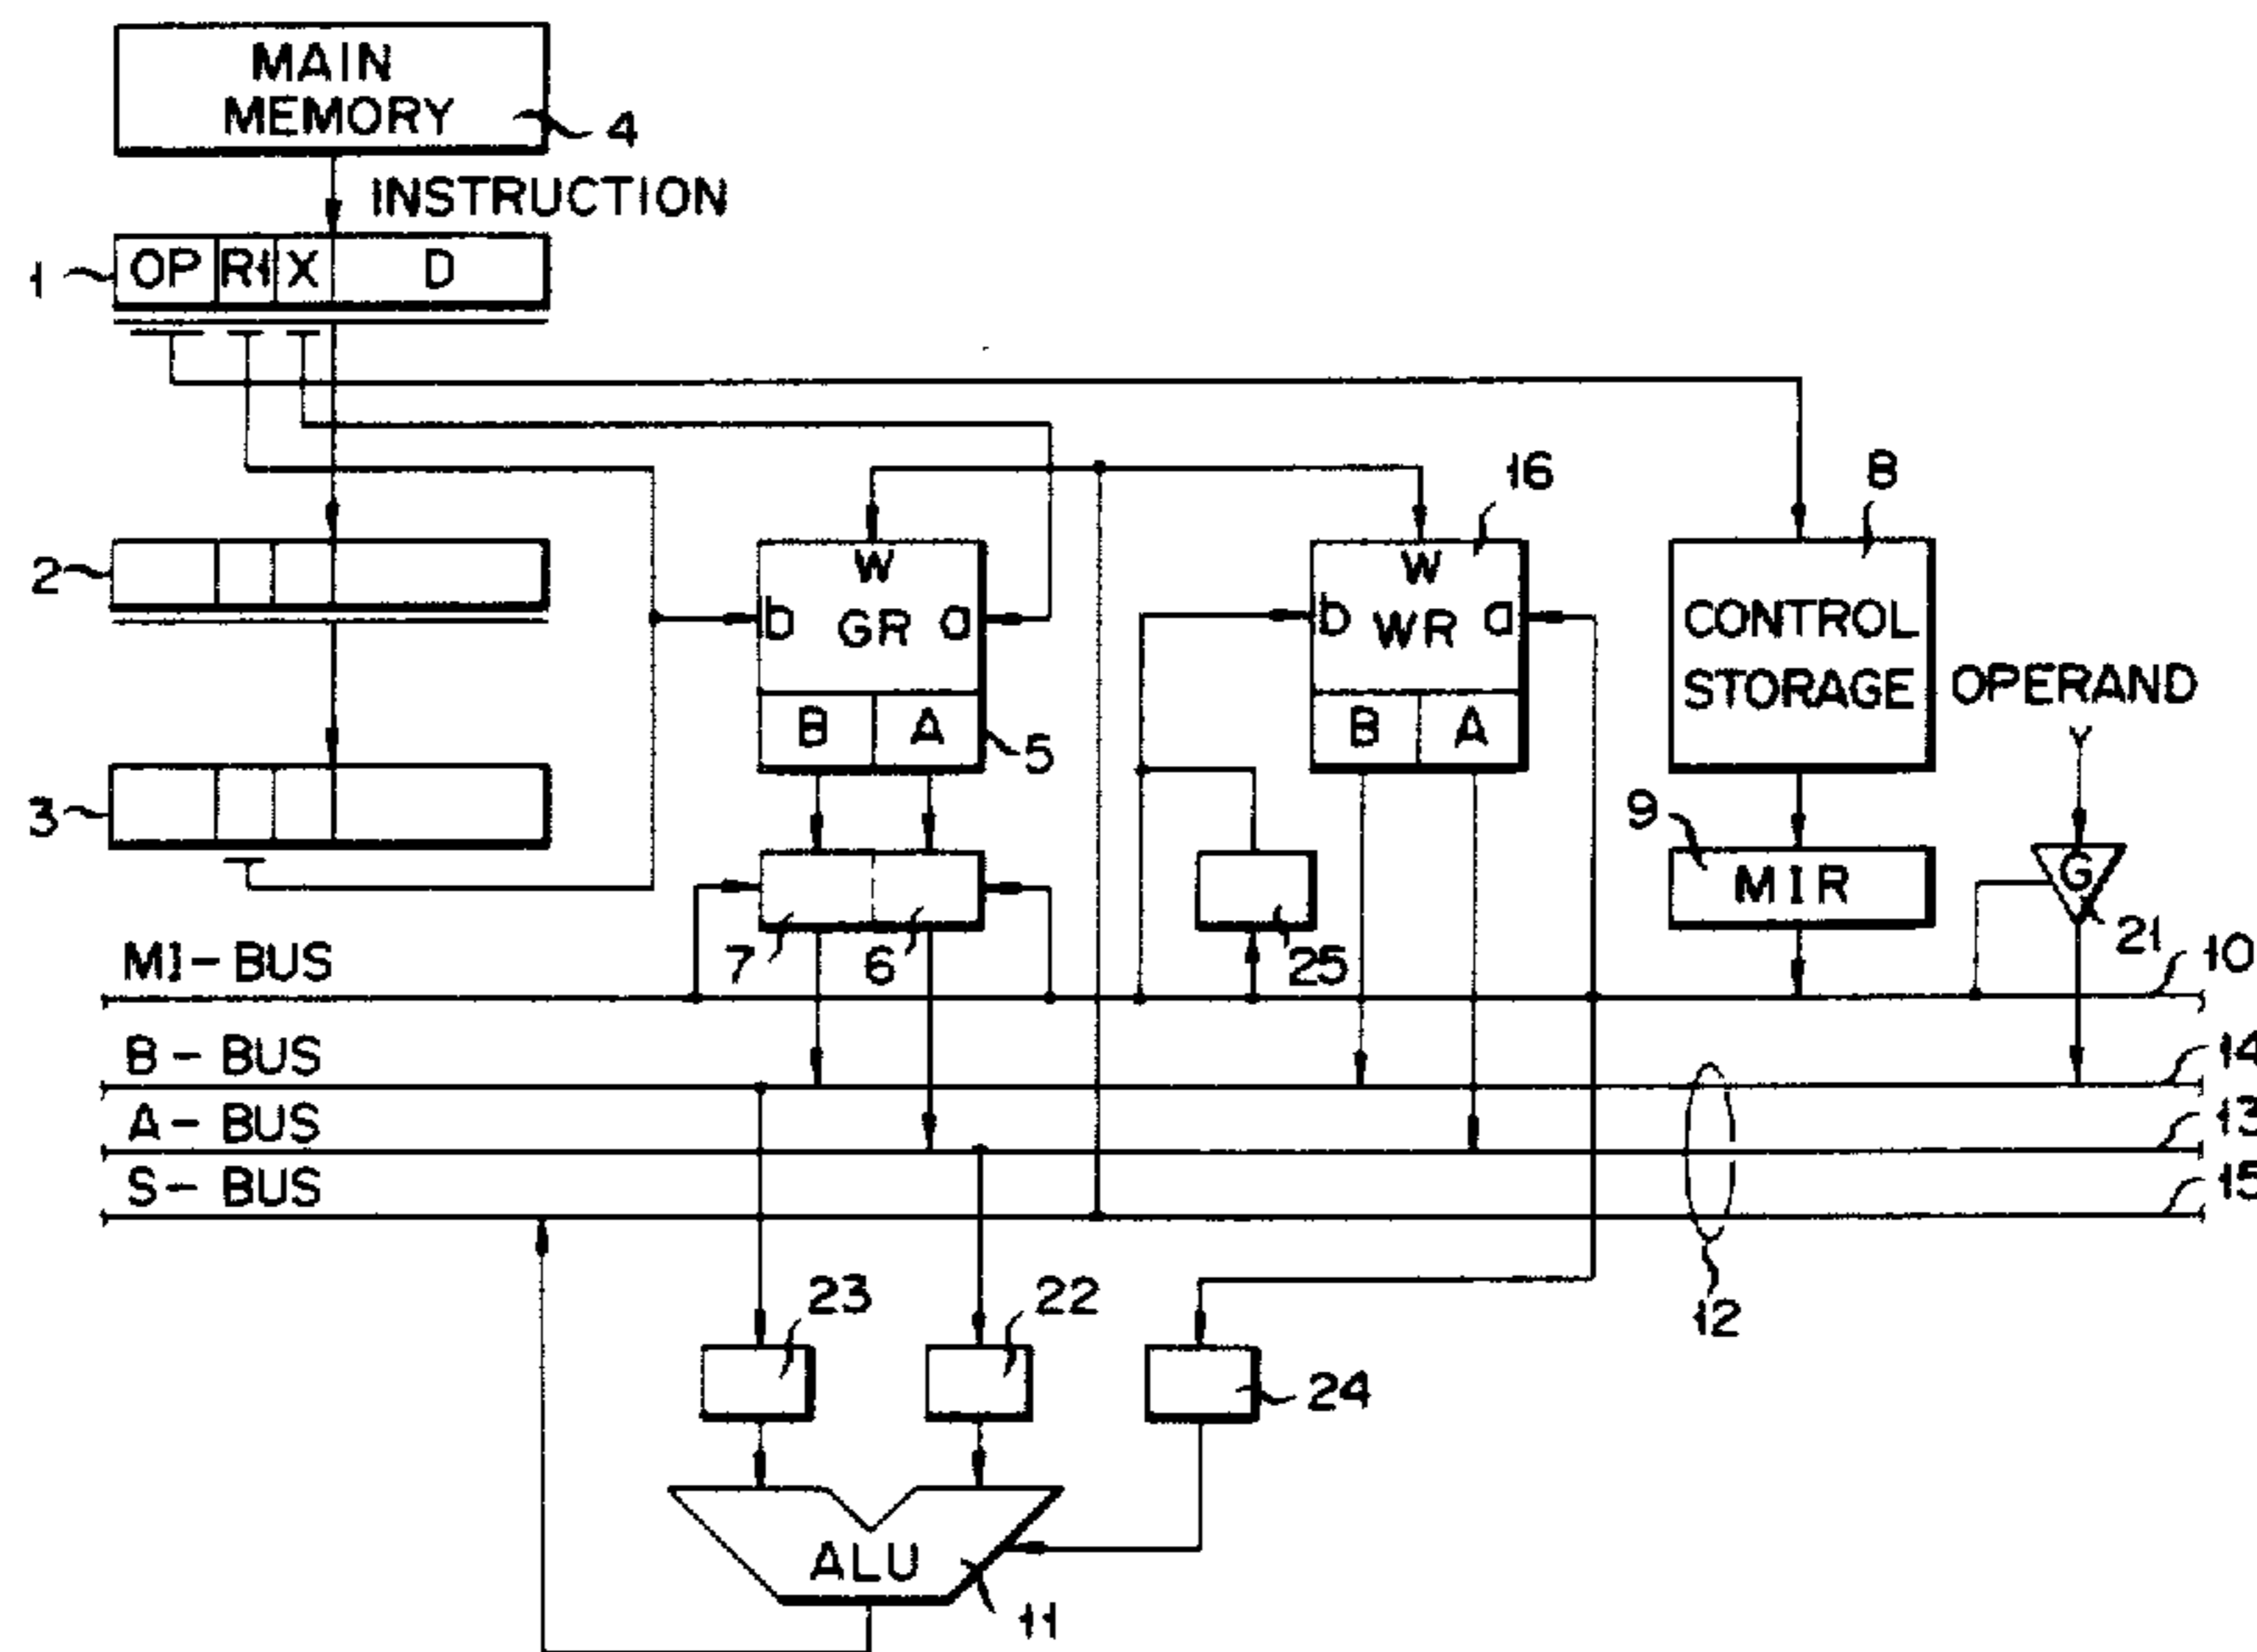 MAIN
MEMORY
4
INSTRUCTION
1
OP R1 X D
16
8
2
W
W
b GR a
b WR a
CONTROL
STORAGE
OPERAND
B A
B A
5
3
9
MIR
G
7 6
25
21
MI-BUS
10
B-BUS
14
A-BUS
13
S-BUS
15
23
22
12
24
ALU
11